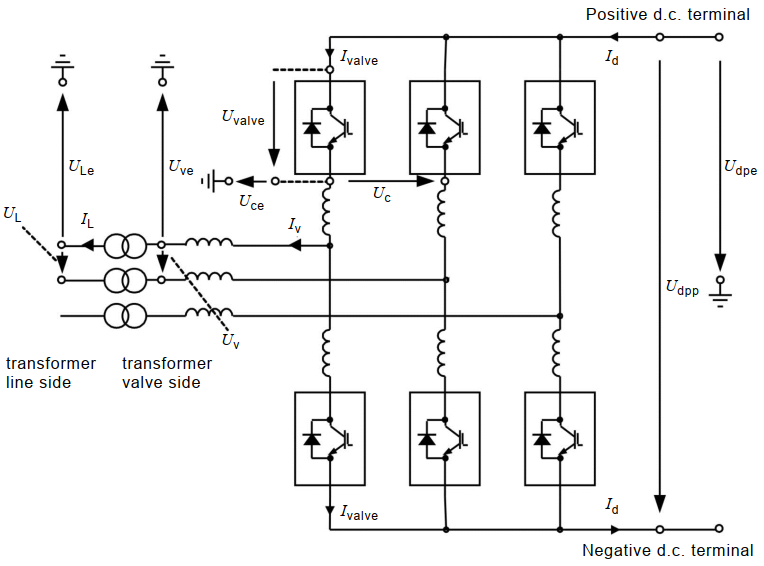 Positive d.c. terminal
Ivalve
Id
Uvalve
ULe
Uve
Uce
Uc
Udpe
UL
IL
Iv
Udpp
Uv
transformer
line side
transformer
valve side
Ivalve
Id
Negative d.c. terminal